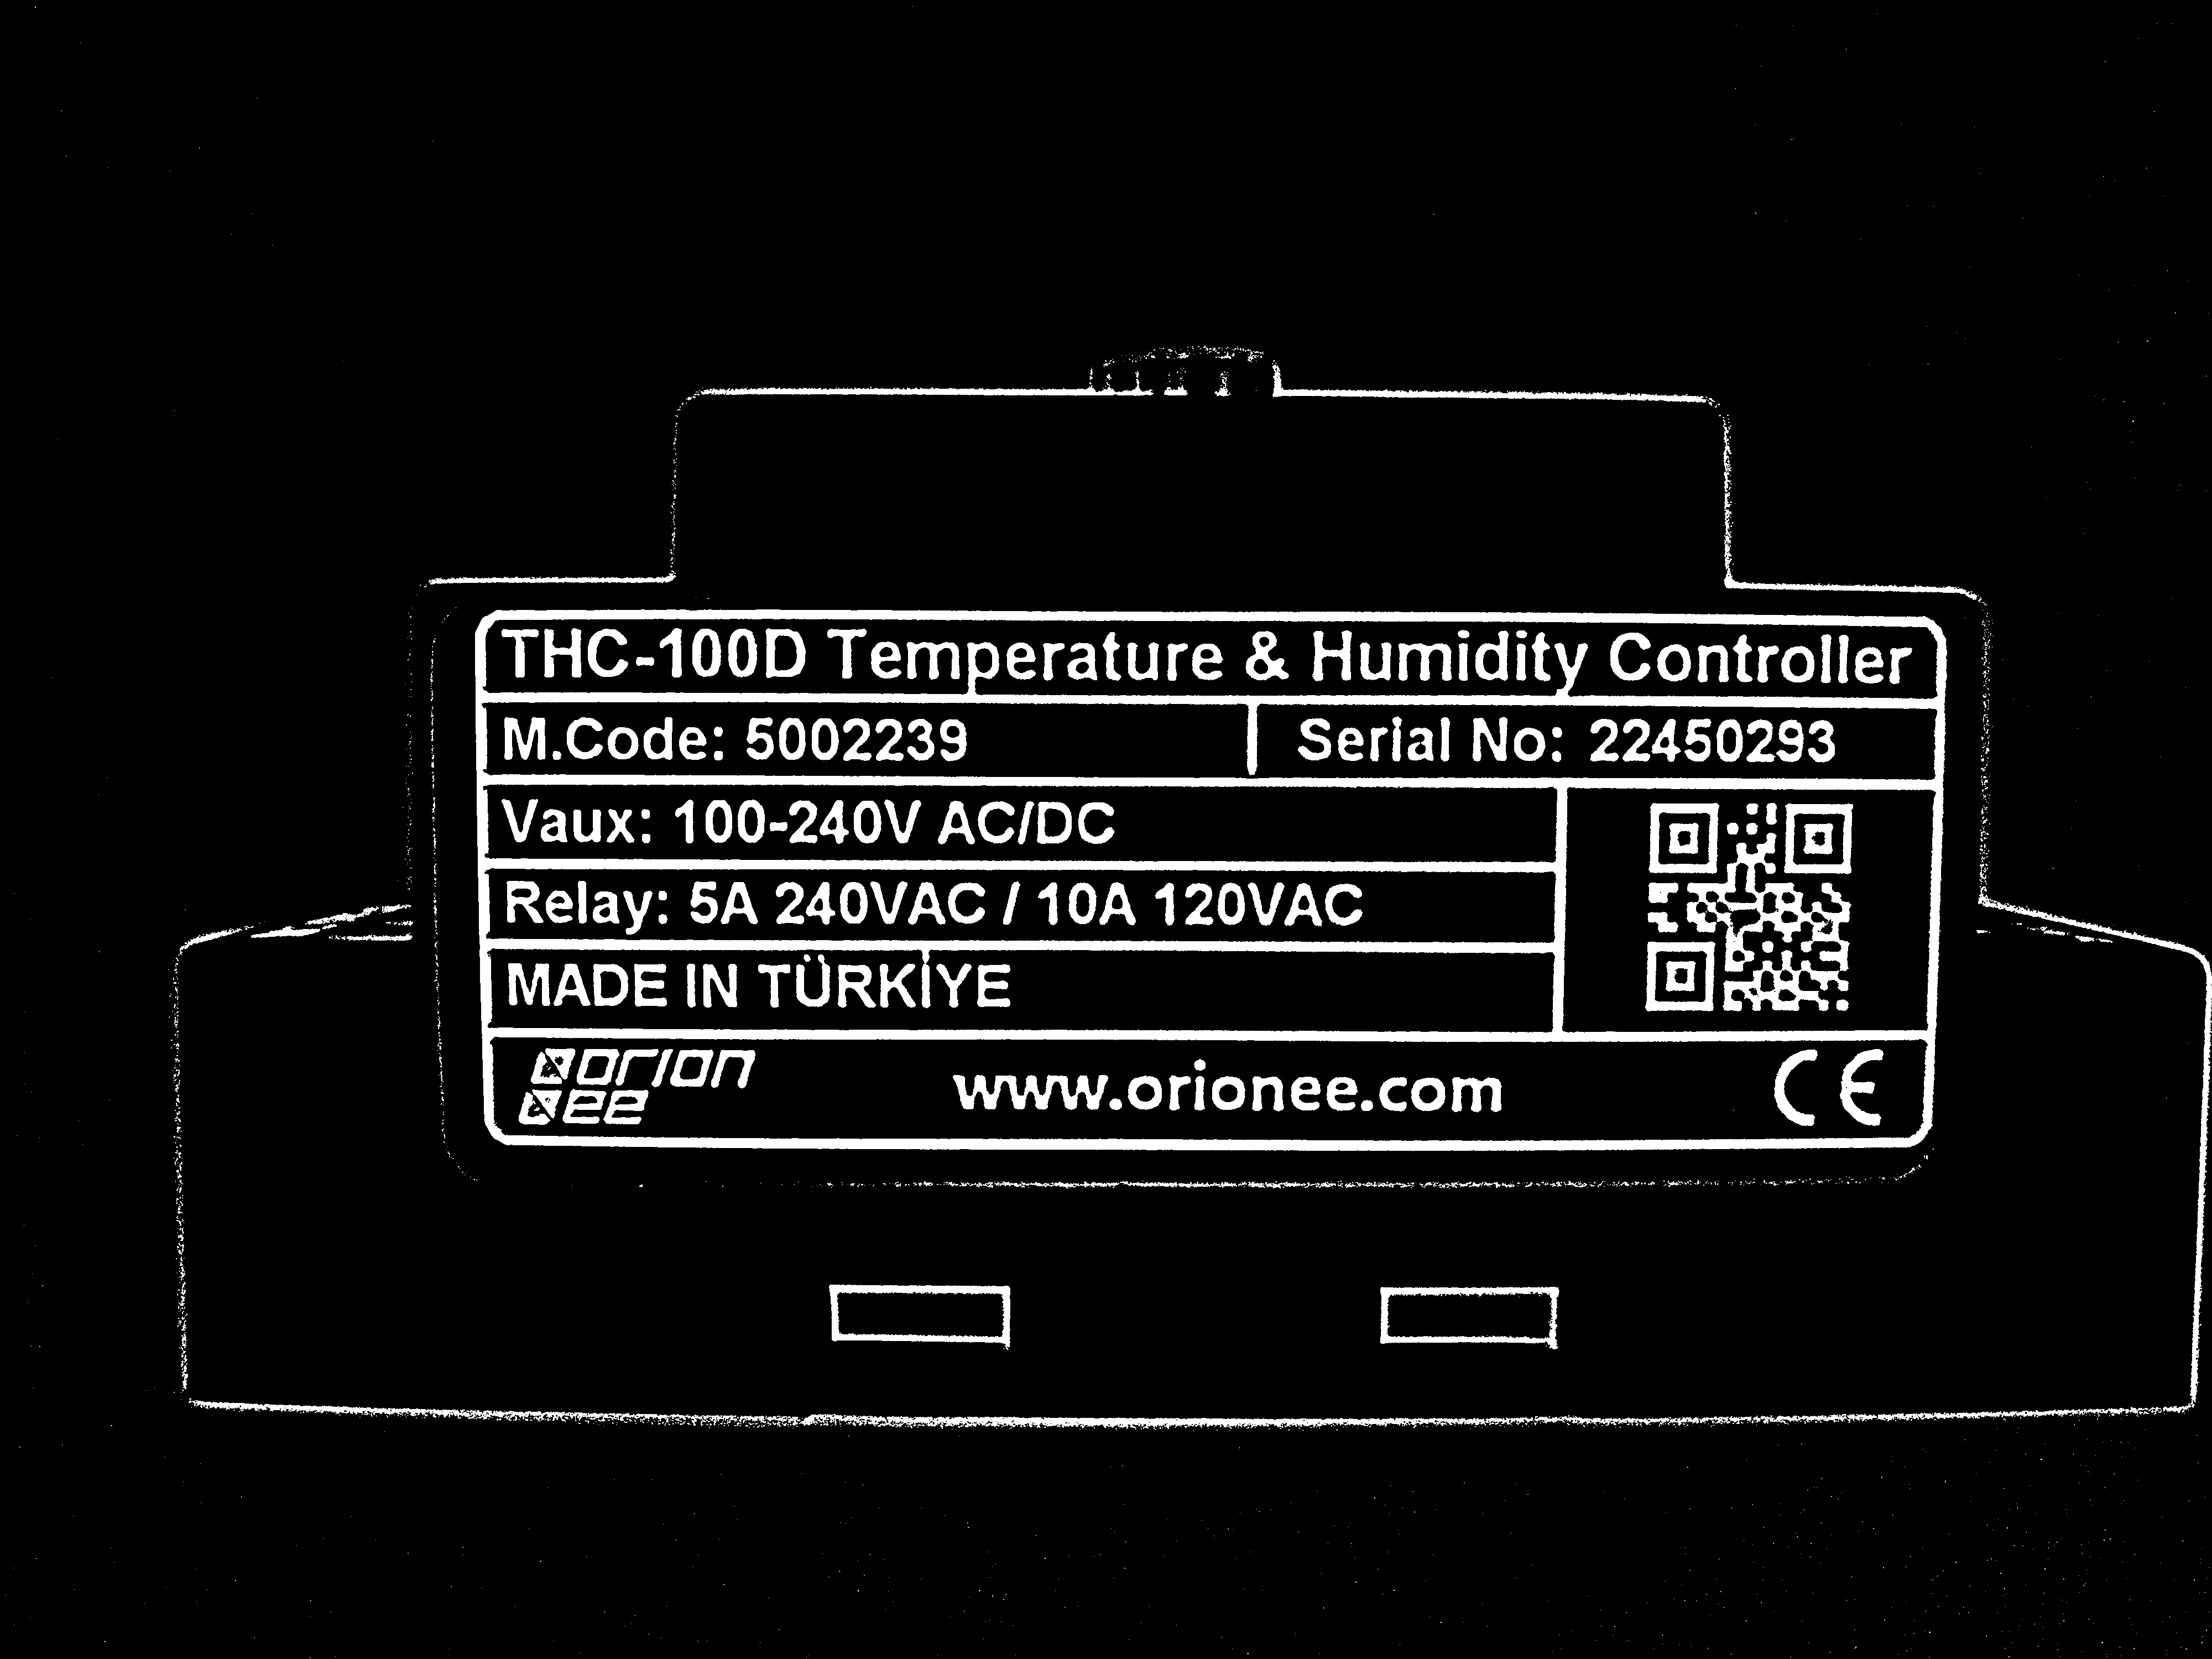 THC-100D Temperature & Humidity Controller
M.Code: 5002239
Serial No: 22450293
Vaux: 100-240V AC/DC
Relay: 5A 240VAC / 10A 120VAC
MADE IN TÜRKİYE
orion
ee
www.orionee.com
CE